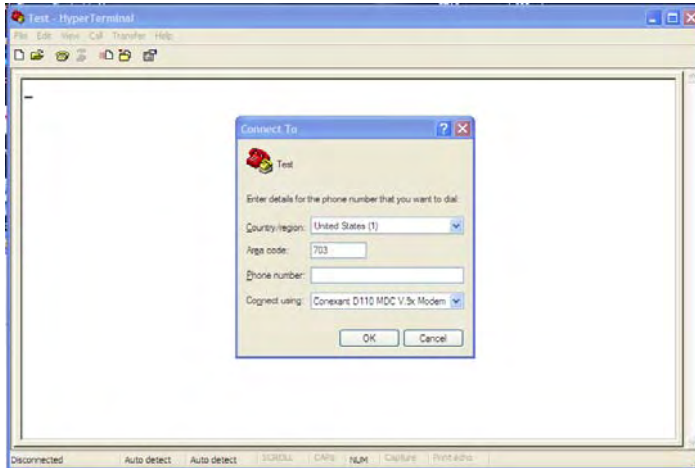 Test - HyperTerminal
File Edit View Call Transfer Help
Connect To
Test
Enter details for the phone number that you want to dial:
Country/region: United States (1)
Area code: 703
Phone number:
Connect using: Conexant D110 MDC V.9x Modem
OK Cancel
Disconnected Auto detect Auto detect SCROLL CAPS NUM Capture Print echo